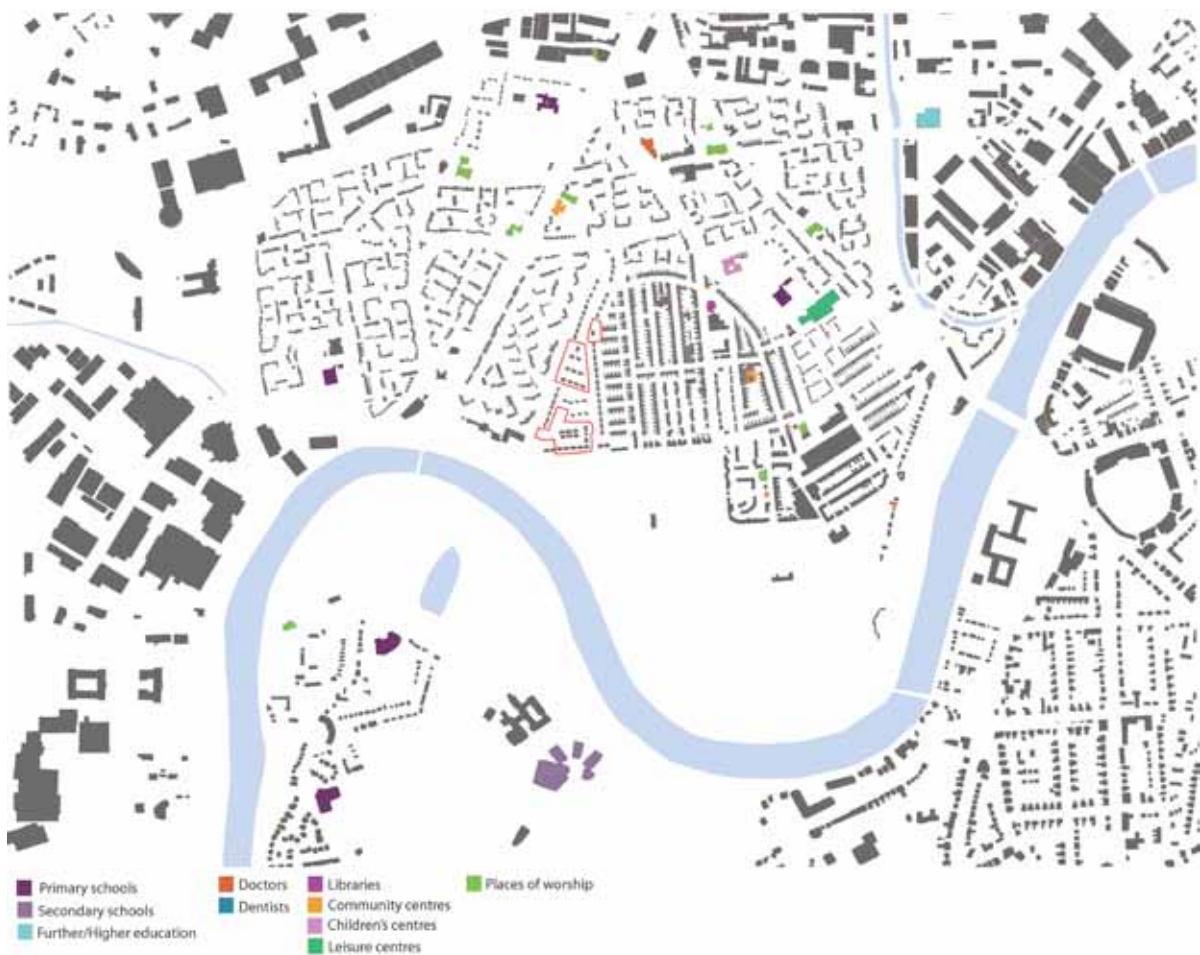 Primary schools
Secondary schools
Further/Higher education
Doctors
Dentists
Libraries
Community centres
Children's centres
Leisure centres
Places of worship